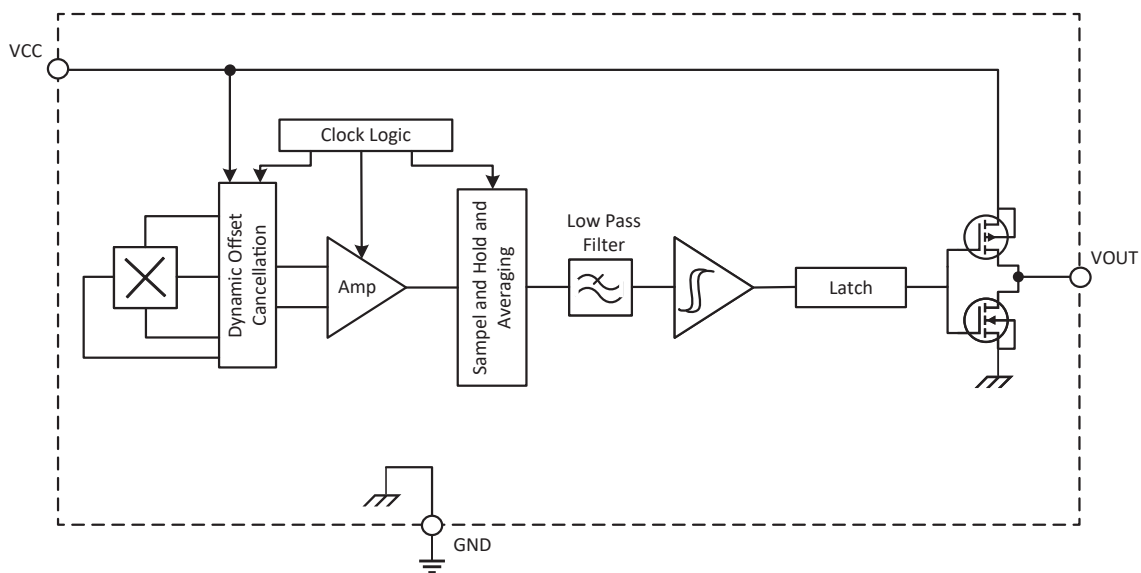 VCC
Clock Logic
Dynamic Offset
Cancellation
Amp
Sampel and Hold and
Averaging
Low Pass
Filter
Latch
VOUT
GND